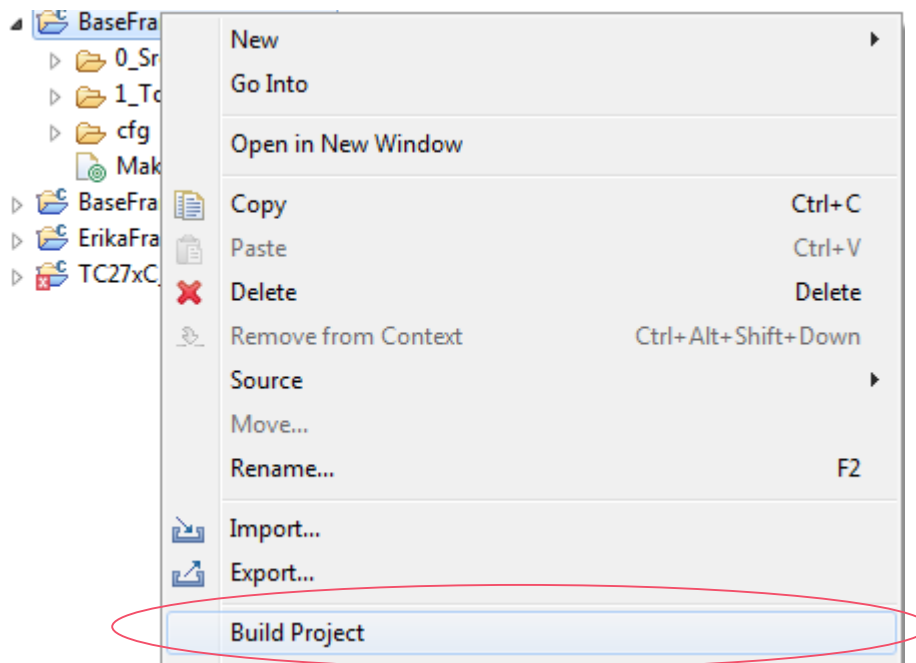 BaseFra
0_Sr
1_To
cfg
Mak
BaseFra
ErikaFra
TC27xC_
New
Go Into
Open in New Window
Copy Ctrl+C
Paste Ctrl+V
Delete Delete
Remove from Context Ctrl+Alt+Shift+Down
Source
Move...
Rename... F2
Import...
Export...
Build Project